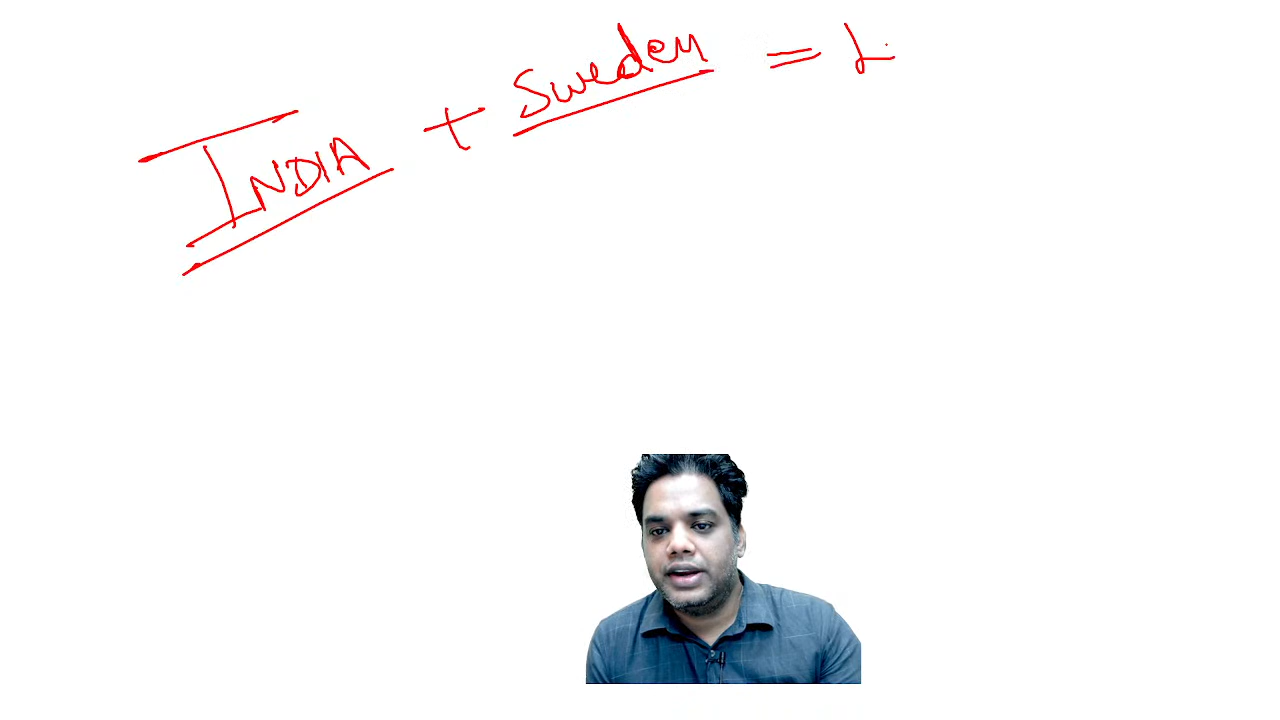 INDIA + Sweden = L